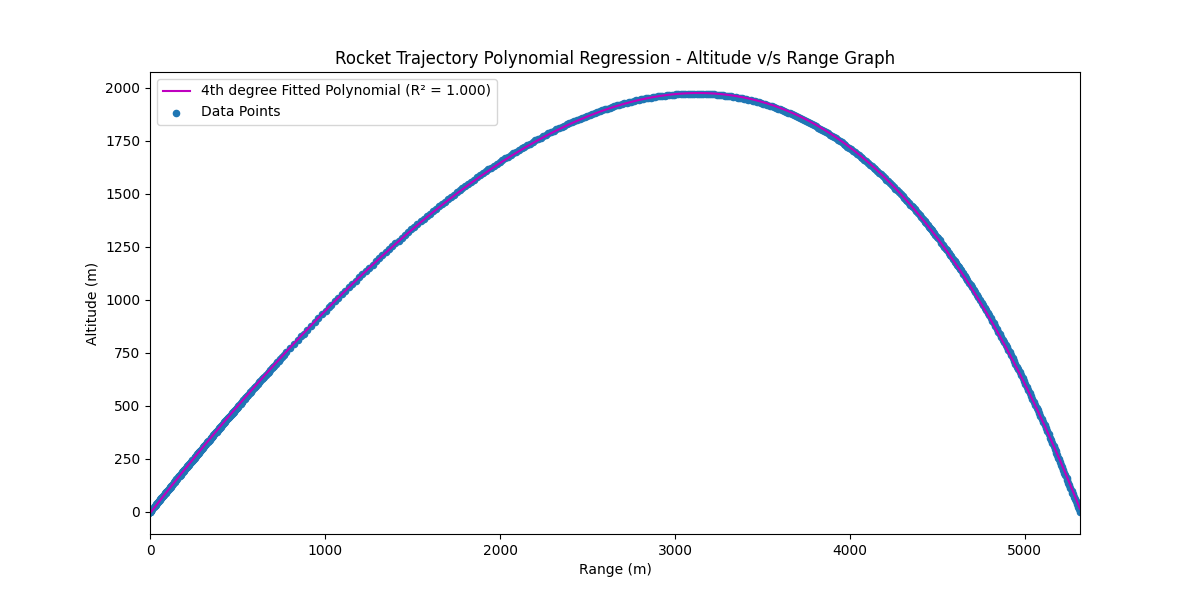 Rocket Trajectory Polynomial Regression - Altitude v/s Range Graph
4th degree Fitted Polynomial (R² = 1.000)
Data Points
2000
1750
1500
1250
1000
750
500
250
0
Altitude (m)
0 1000 2000 3000 4000 5000
Range (m)